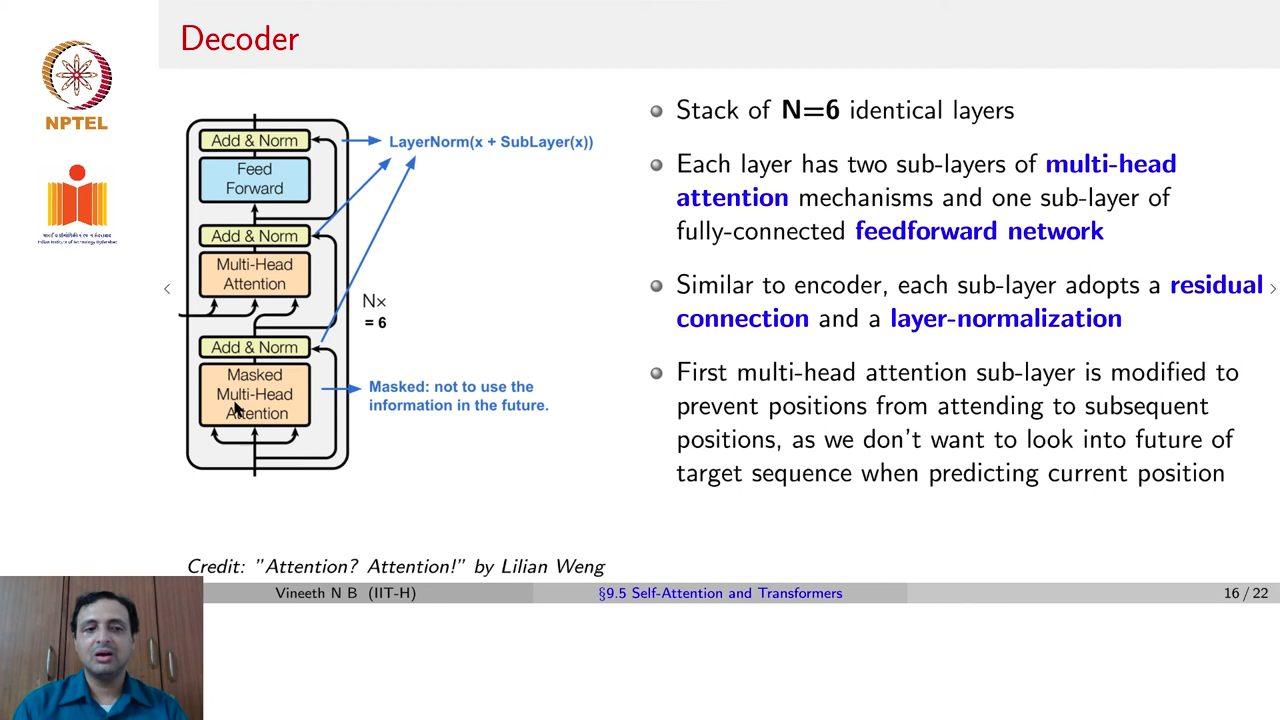 Decoder
NPTEL
Add & Norm
Feed
Forward
Add & Norm
Multi-Head
Attention
Add & Norm
Masked
Multi-Head
Attention
N×
= 6
LayerNorm(x + SubLayer(x))
Masked: not to use the
information in the future.
Stack of N=6 identical layers
Each layer has two sub-layers of multi-head
attention mechanisms and one sub-layer of
fully-connected feedforward network
Similar to encoder, each sub-layer adopts a residual
connection and a layer-normalization
First multi-head attention sub-layer is modified to
prevent positions from attending to subsequent
positions, as we don't want to look into future of
target sequence when predicting current position
Credit: "Attention? Attention!" by Lilian Weng
Vineeth N B (IIT-H)
§9.5 Self-Attention and Transformers
16 / 22